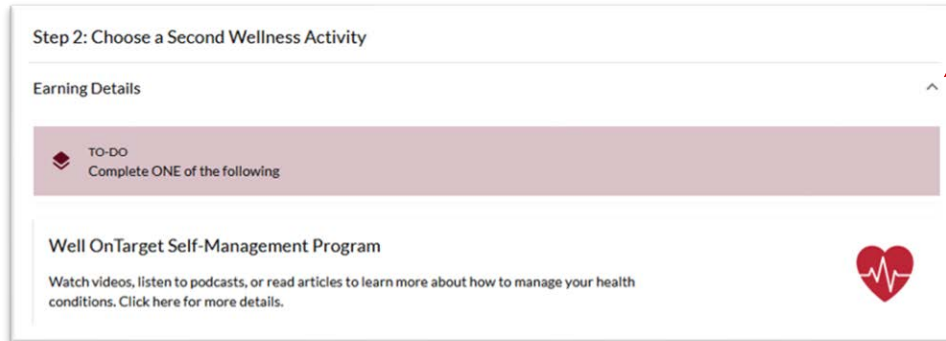 Step 2: Choose a Second Wellness Activity
Earning Details
TO-DO
Complete ONE of the following
Well OnTarget Self-Management Program
Watch videos, listen to podcasts, or read articles to learn more about how to manage your health
conditions. Click here for more details.